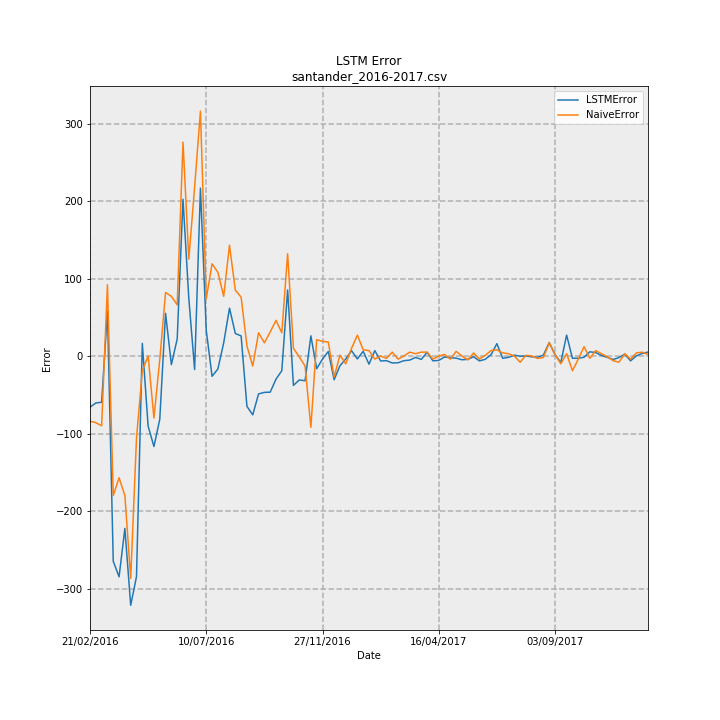 LSTM Error
santander_2016-2017.csv
LSTMError
NaiveError
300
200
100
0
−100
−200
−300
Error
21/02/2016 10/07/2016 27/11/2016 16/04/2017 03/09/2017
Date